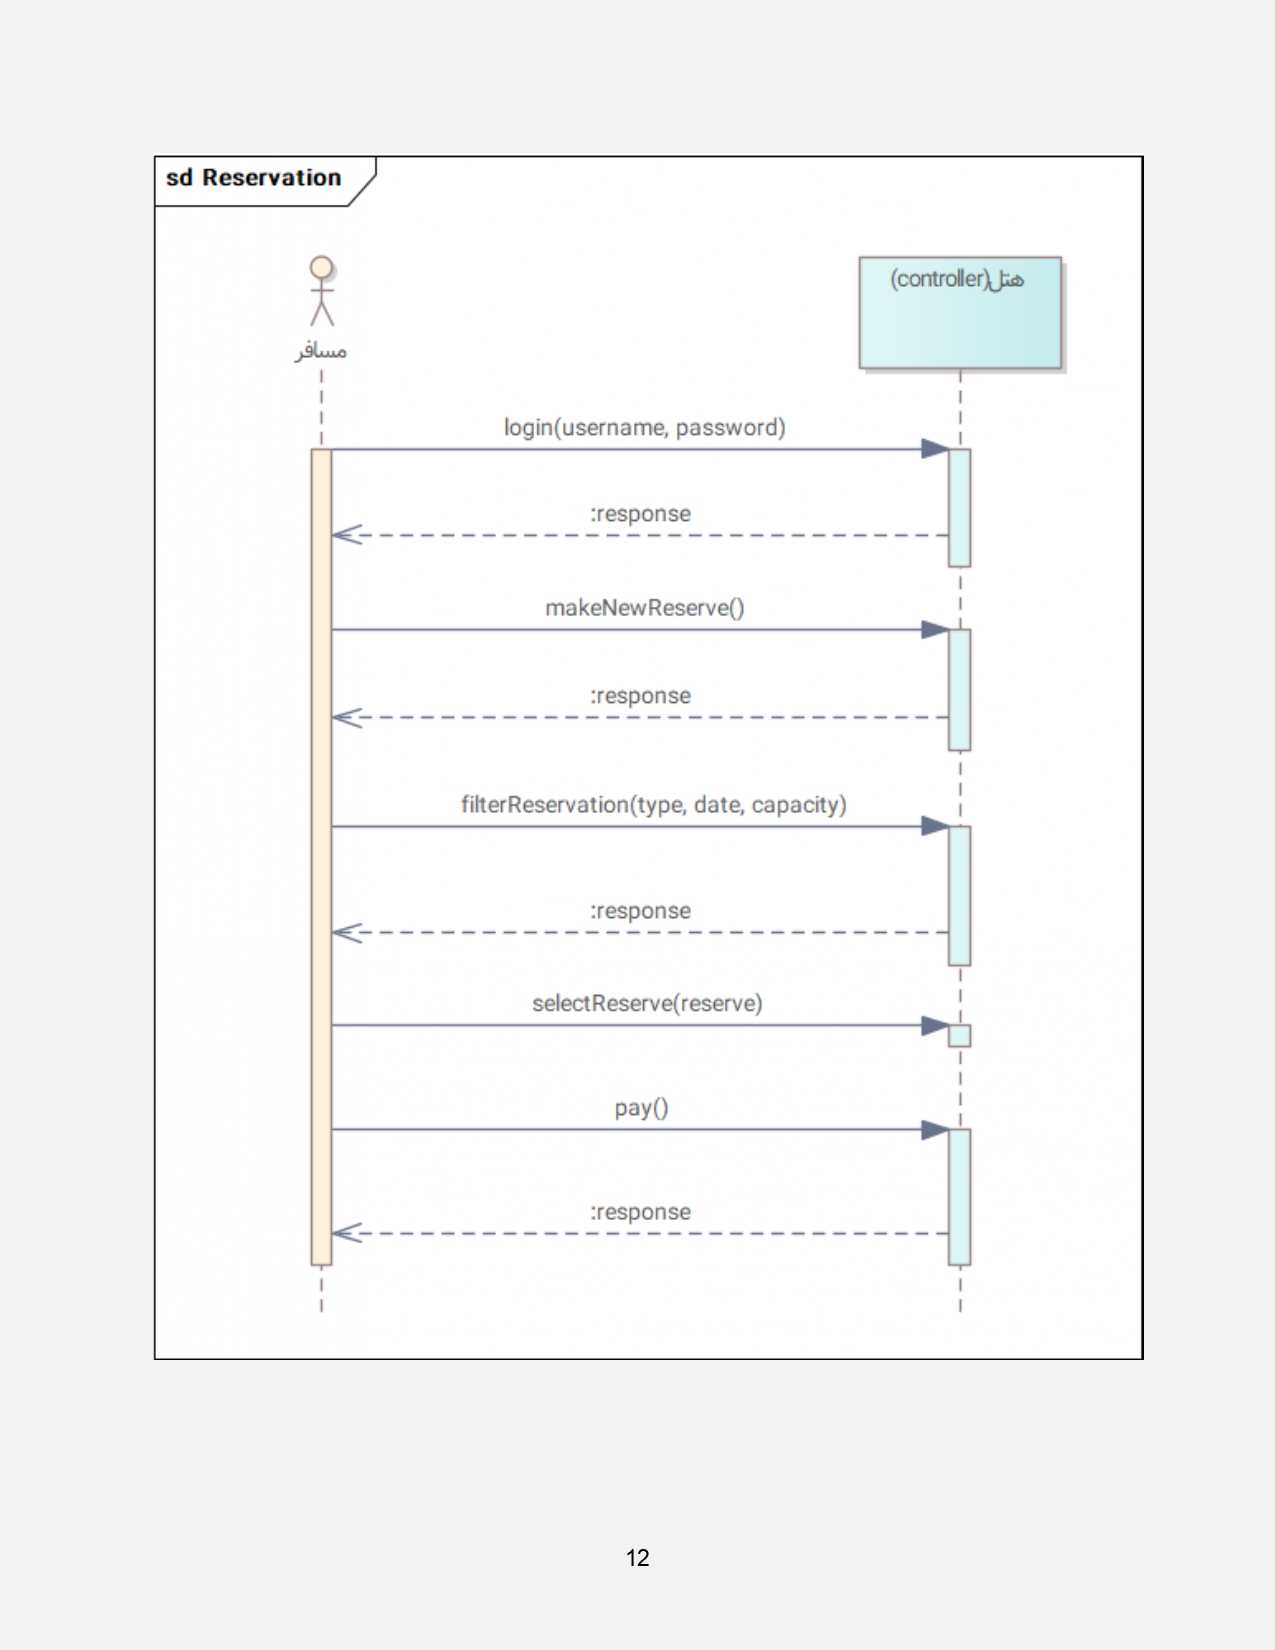 sd Reservation
هتل(controller)
مسافر
login(username, password)
:response
makeNewReserve()
:response
filterReservation(type, date, capacity)
:response
selectReserve(reserve)
pay()
:response
12